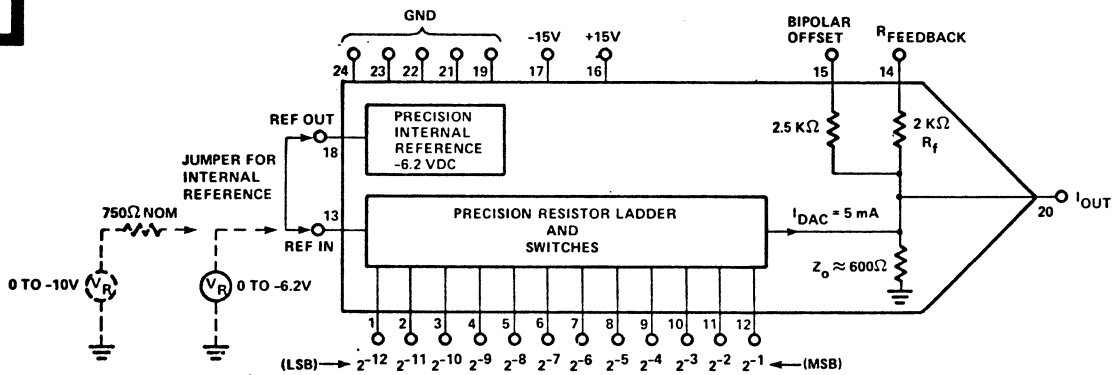 GND
-15V
+15V
BIPOLAR
OFFSET
RFEEDBACK
24
23
22
21
19
17
16
15
14
REF OUT
18
PRECISION
INTERNAL
REFERENCE
-6.2 VDC
2.5 KΩ
2 KΩ
Rf
JUMPER FOR
INTERNAL
REFERENCE
750Ω NOM
13
REF IN
PRECISION RESISTOR LADDER
AND
SWITCHES
IDAC = 5 mA
20
IOUT
Zo ≈ 600Ω
0 TO -10V
VR
VR
0 TO -6.2V
1
2
3
4
5
6
7
8
9
10
11
12
(LSB)
2-12
2-11
2-10
2-9
2-8
2-7
2-6
2-5
2-4
2-3
2-2
2-1
(MSB)